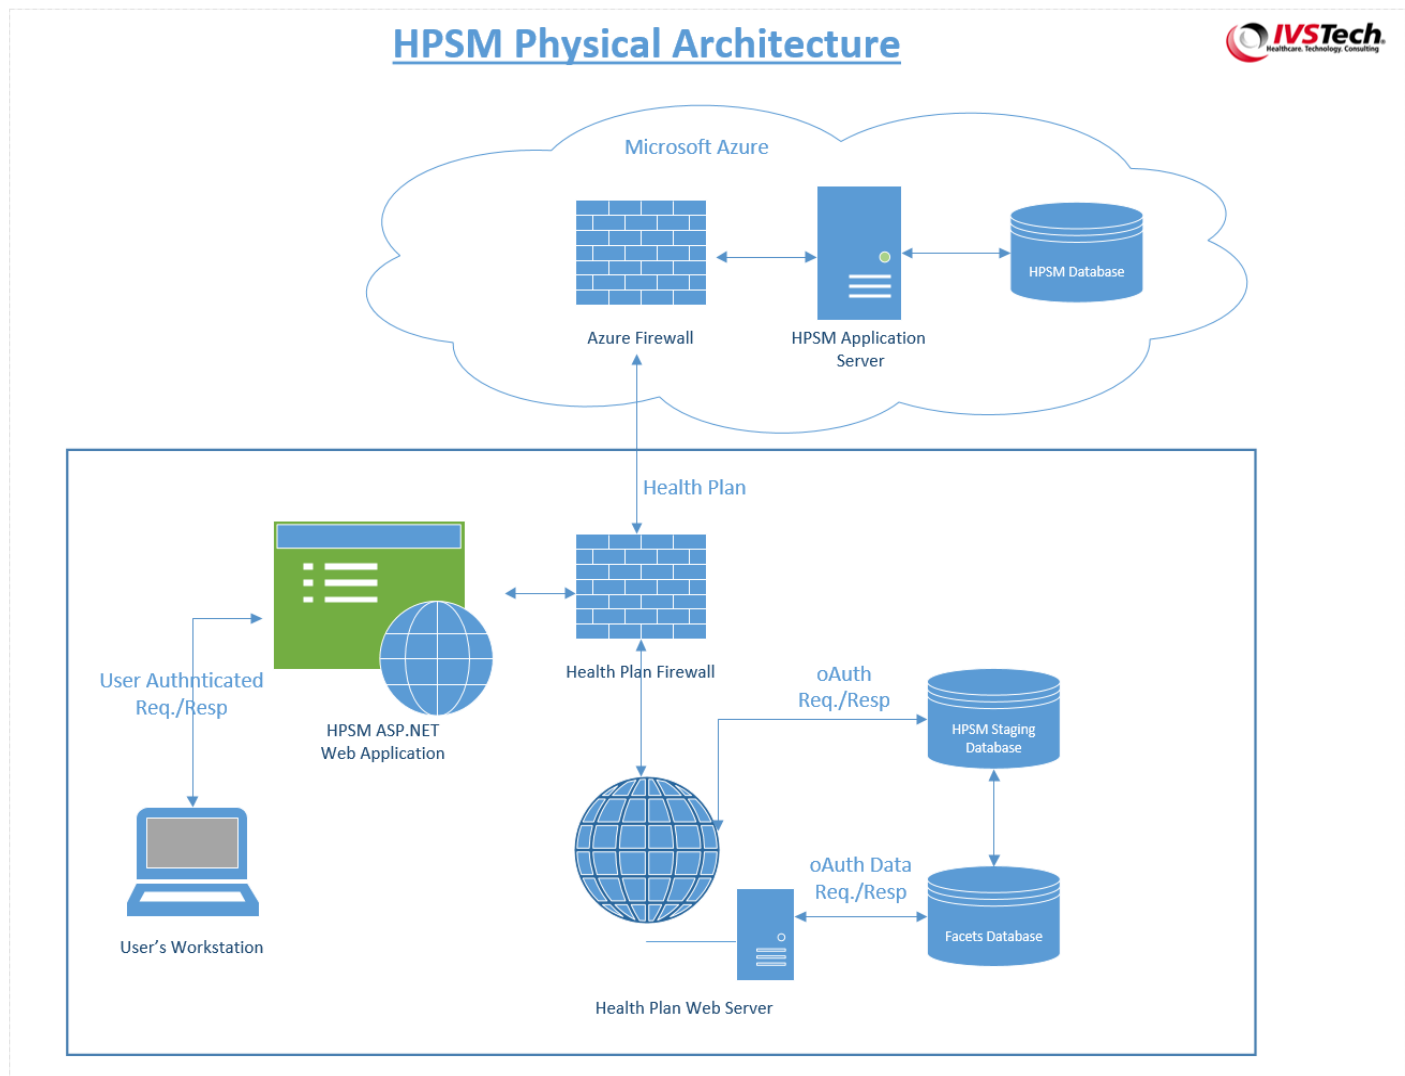 HPSM Physical Architecture
IVSTech.
Healthcare. Technology. Consulting
Microsoft Azure
HPSM Database
Azure Firewall
HPSM Application
Server
Health Plan
Health Plan Firewall
User Authnticated
Req./Resp
HPSM ASP.NET
Web Application
oAuth
Req./Resp
HPSM Staging
Database
oAuth Data
Req./Resp
Facets Database
User's Workstation
Health Plan Web Server